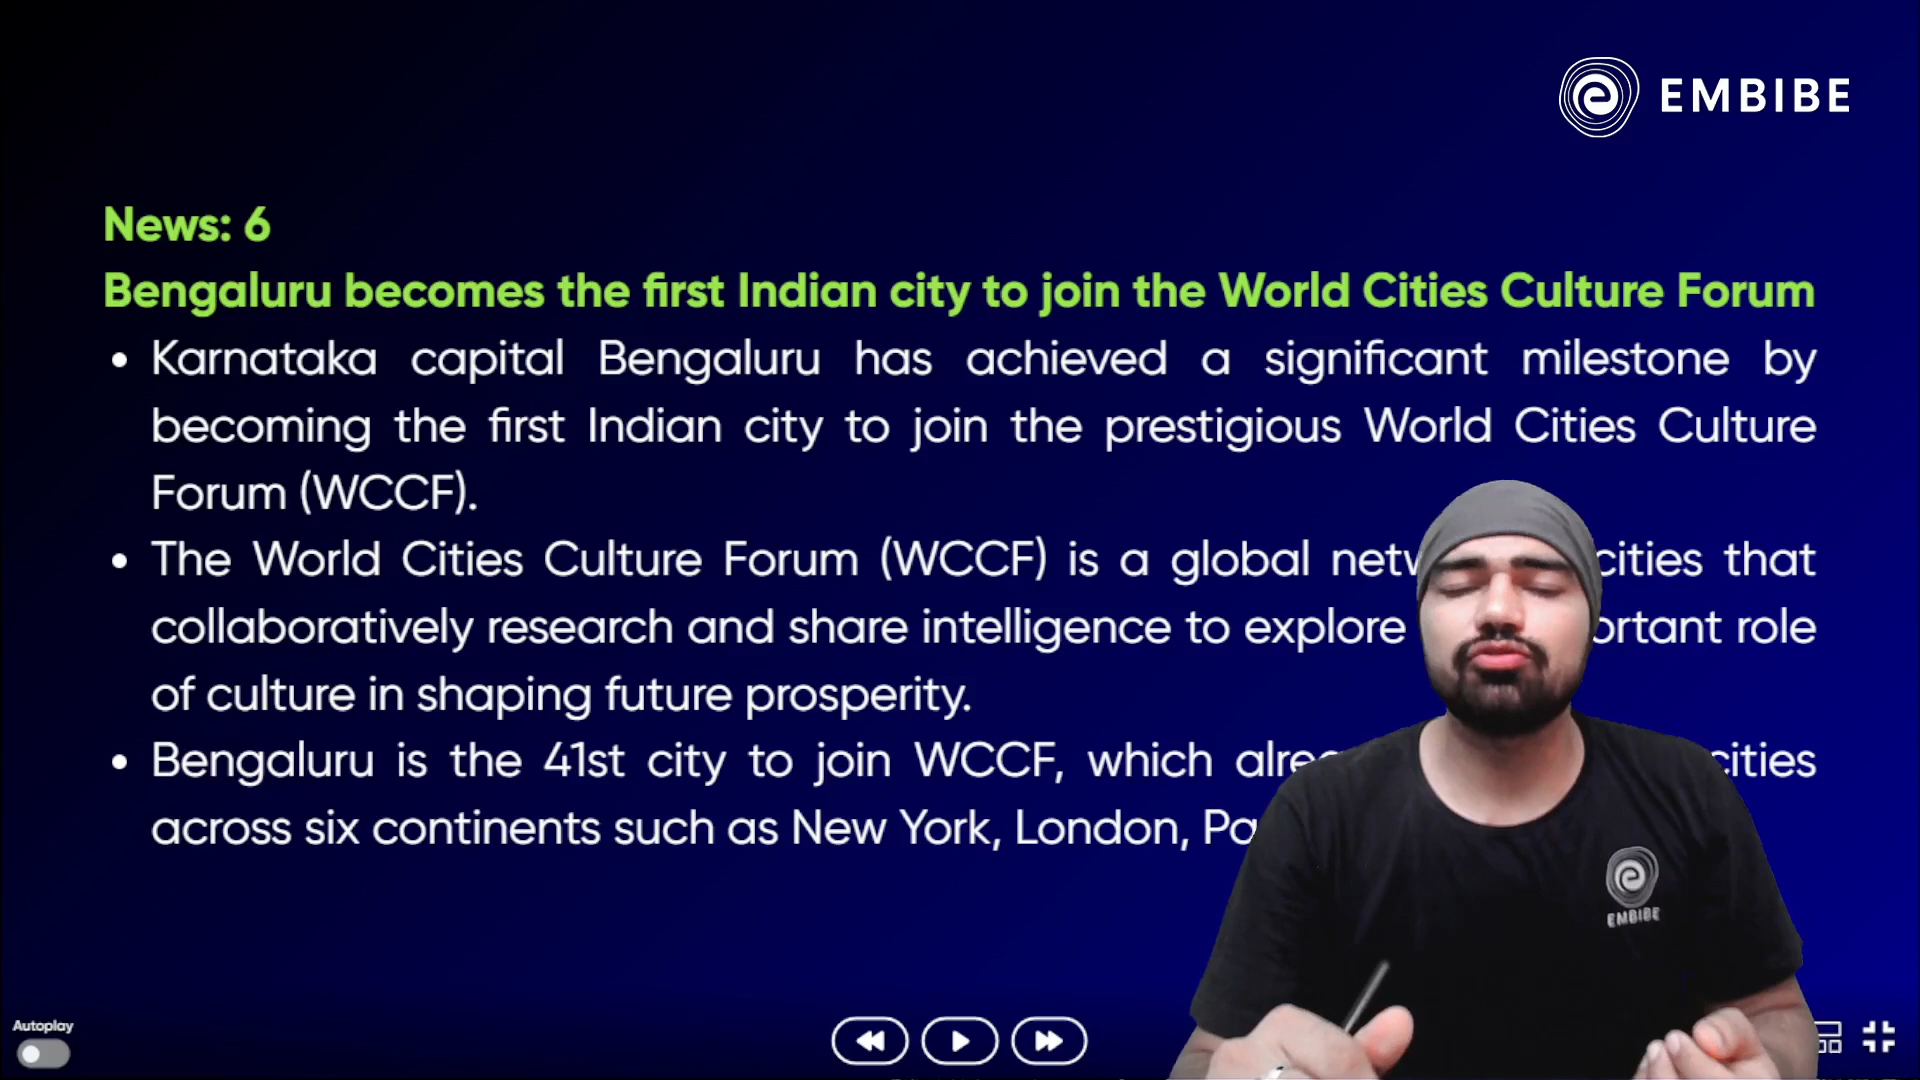 EMBIBE
News: 6
Bengaluru becomes the first Indian city to join the World Cities Culture Forum
• Karnataka capital Bengaluru has achieved a significant milestone by
becoming the first Indian city to join the prestigious World Cities Culture
Forum (WCCF).
• The World Cities Culture Forum (WCCF) is a global cities that
collaboratively research and share intelligence to explore role
of culture in shaping future prosperity.
• Bengaluru is the 41st city to join WCCF, which cities
across six continents such as New York, London,
EMBIBE
Autoplay